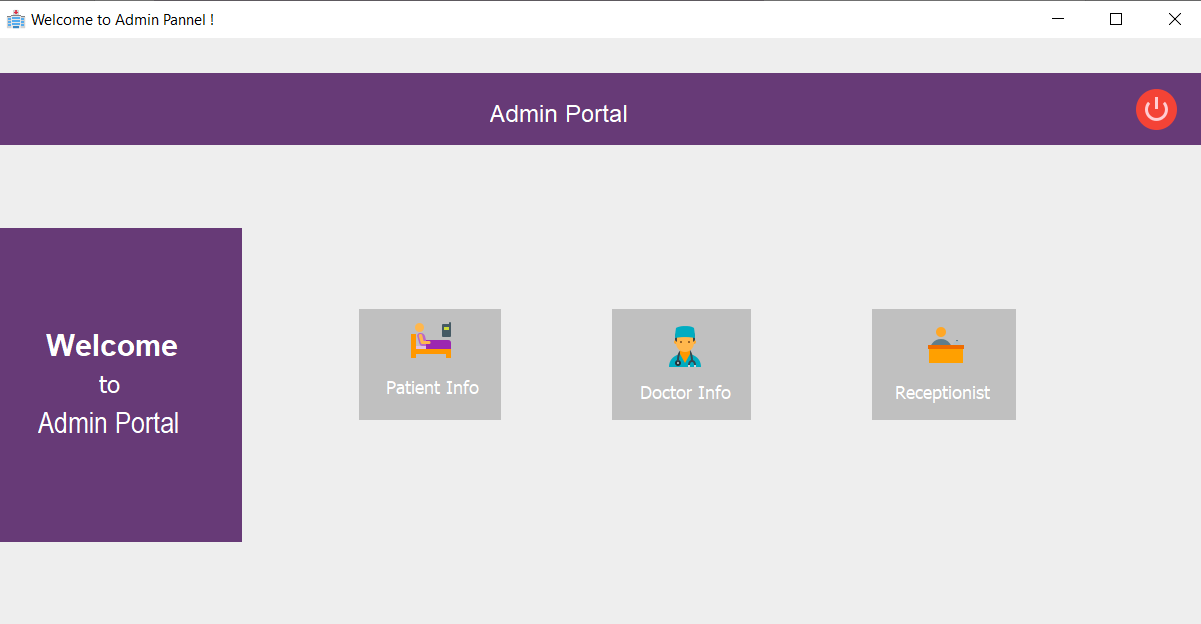 Welcome to Admin Pannel !
Admin Portal
Welcome
to
Admin Portal
Patient Info
Doctor Info
Receptionist